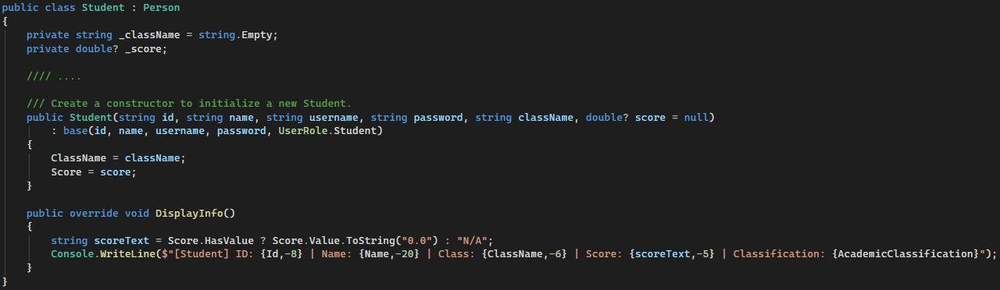 public class Student : Person
{
    private string _className = string.Empty;
    private double? _score;

    //// ....

    /// Create a constructor to initialize a new Student.
    public Student(string id, string name, string username, string password, string className, double? score = null)
        : base(id, name, username, password, UserRole.Student)
    {
        ClassName = className;
        Score = score;
    }

    public override void DisplayInfo()
    {
        string scoreText = Score.HasValue ? Score.Value.ToString("0.0") : "N/A";
        Console.WriteLine($"[Student] ID: {Id,-8} | Name: {Name,-20} | Class: {ClassName,-6} | Score: {scoreText,-5} | Classification: {AcademicClassification}");
    }
}